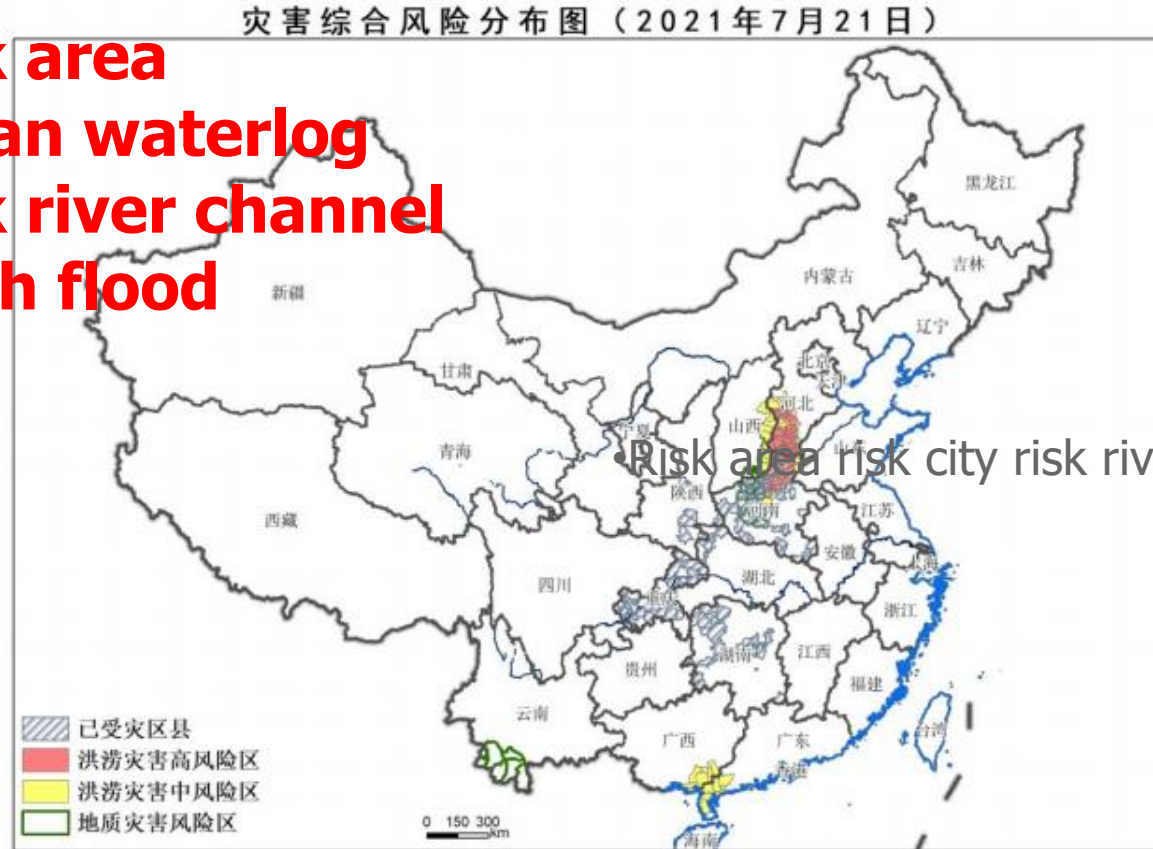 灾害综合风险分布图（2021年7月21日）
k area
an waterlog
k river channel
h flood
黑龙江
吉林
内蒙古
辽宁
新疆
北京
天津
甘肃
河北
山西
宁夏
山东
青海
•Risk area risk city risk riv
陕西
河南
江苏
西藏
安徽
上海
四川
湖北
重庆
浙江
湖南
江西
贵州
福建
云南
广西
广东
台湾
香港
海南
已受灾区县
洪涝灾害高风险区
洪涝灾害中风险区
地质灾害风险区
0 150 300
km